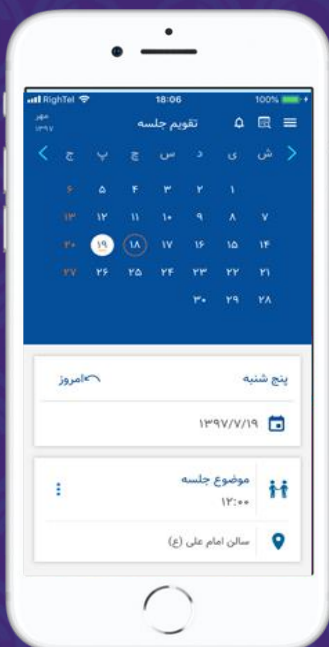 RighTel 18:06 100%
مهر ۱۳۹۷
تقویم جلسه
ش ی د س چ پ ج
۱ ۲ ۳ ۴ ۵ ۶
۷ ۸ ۹ ۱۰ ۱۱ ۱۲ ۱۳
۱۴ ۱۵ ۱۶ ۱۷ ۱۸ ۱۹ ۲۰
۲۱ ۲۲ ۲۳ ۲۴ ۲۵ ۲۶ ۲۷
۲۸ ۲۹ ۳۰
پنج شنبه امروز
۱۳۹۷/۷/۱۹
موضوع جلسه
۱۲:۰۰
سالن امام علی (ع)